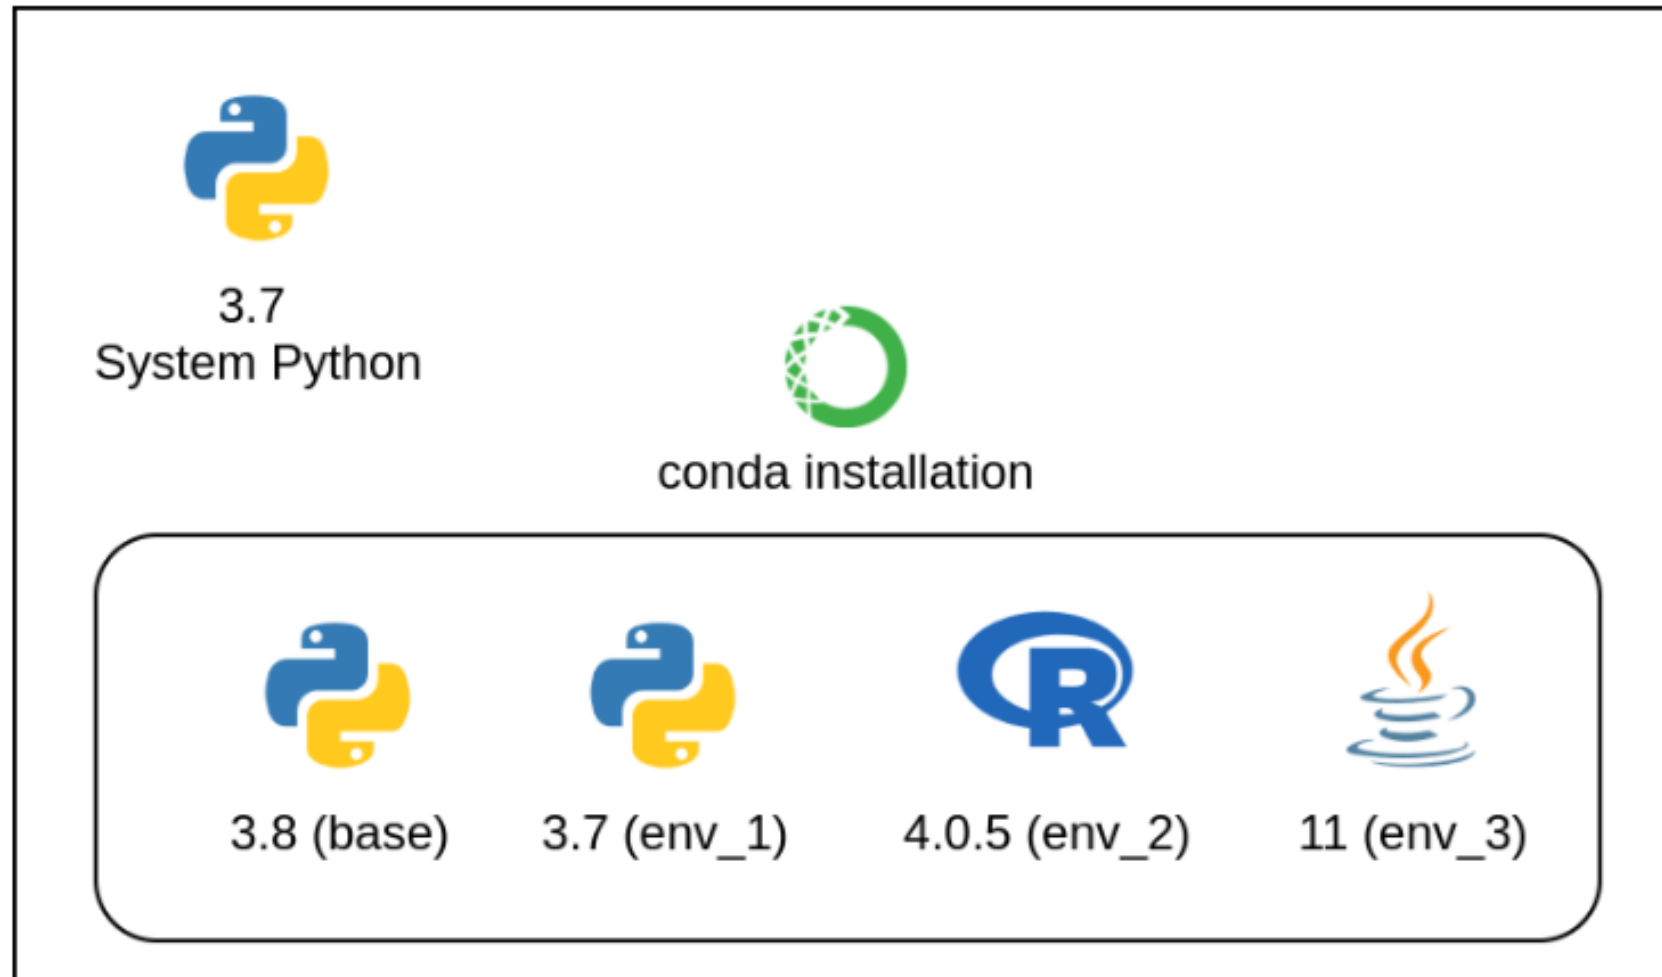 3.7
System Python
conda installation
3.8 (base)
3.7 (env_1)
4.0.5 (env_2)
11 (env_3)